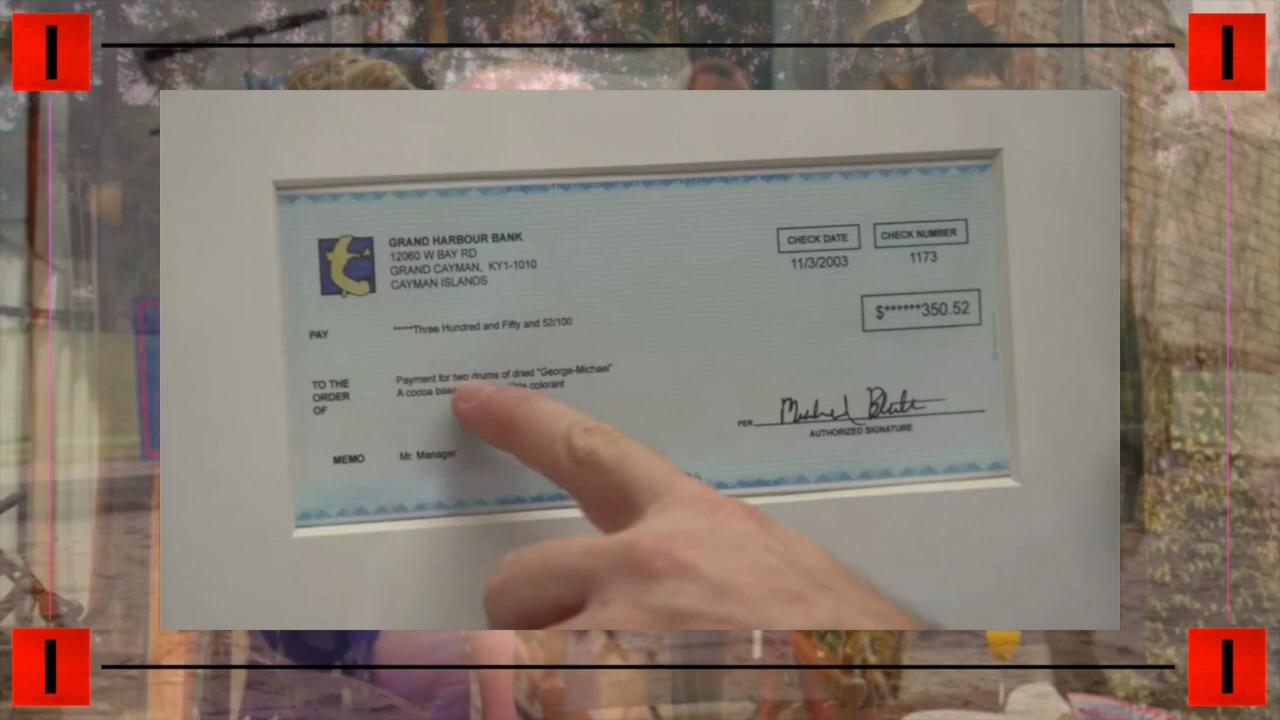 I
I
GRAND HARBOUR BANK
12060 W BAY RD
GRAND CAYMAN, KY1-1010
CAYMAN ISLANDS
CHECK DATE
CHECK NUMBER
11/3/2003
1173
$******350.52
PAY
*****Three Hundred and Fifty and 52/100
TO THE
ORDER
OF
Payment for two drums of dried "George-Michael"
A cocoa colorant
PER
Michael Bluth
AUTHORIZED SIGNATURE
MEMO
Mr. Manager
I
I